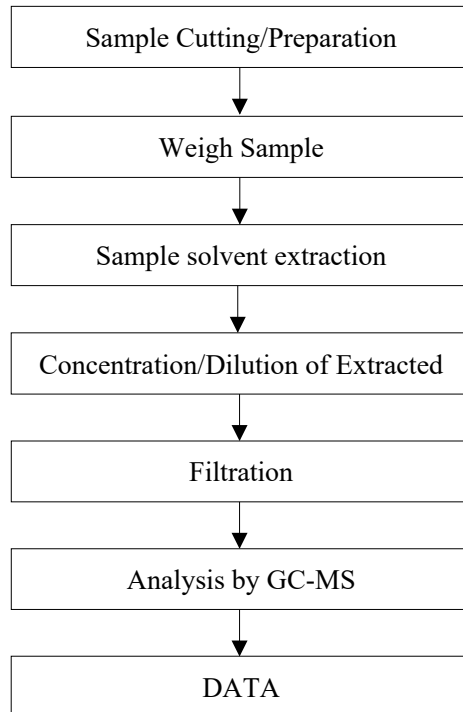 Sample Cutting/Preparation
Weigh Sample
Sample solvent extraction
Concentration/Dilution of Extracted
Filtration
Analysis by GC-MS
DATA